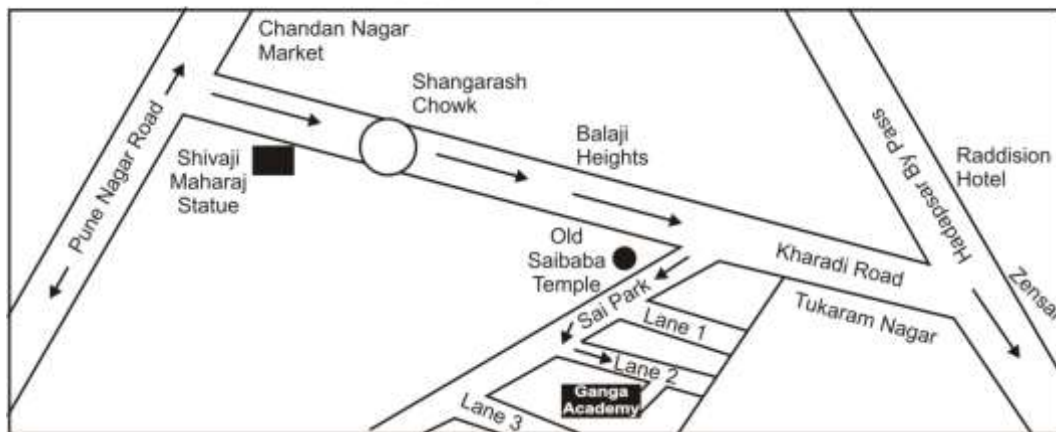 Chandan Nagar
Market
Shangarash
Chowk
Balaji
Heights
Raddision
Hotel
Pune Nagar Road
Shivaji
Maharaj
Statue
Hadapsar By Pass
Old
Saibaba
Temple
Kharadi Road
Zensar
Sai Park
Tukaram Nagar
Lane 1
Lane 2
Ganga
Academy
Lane 3